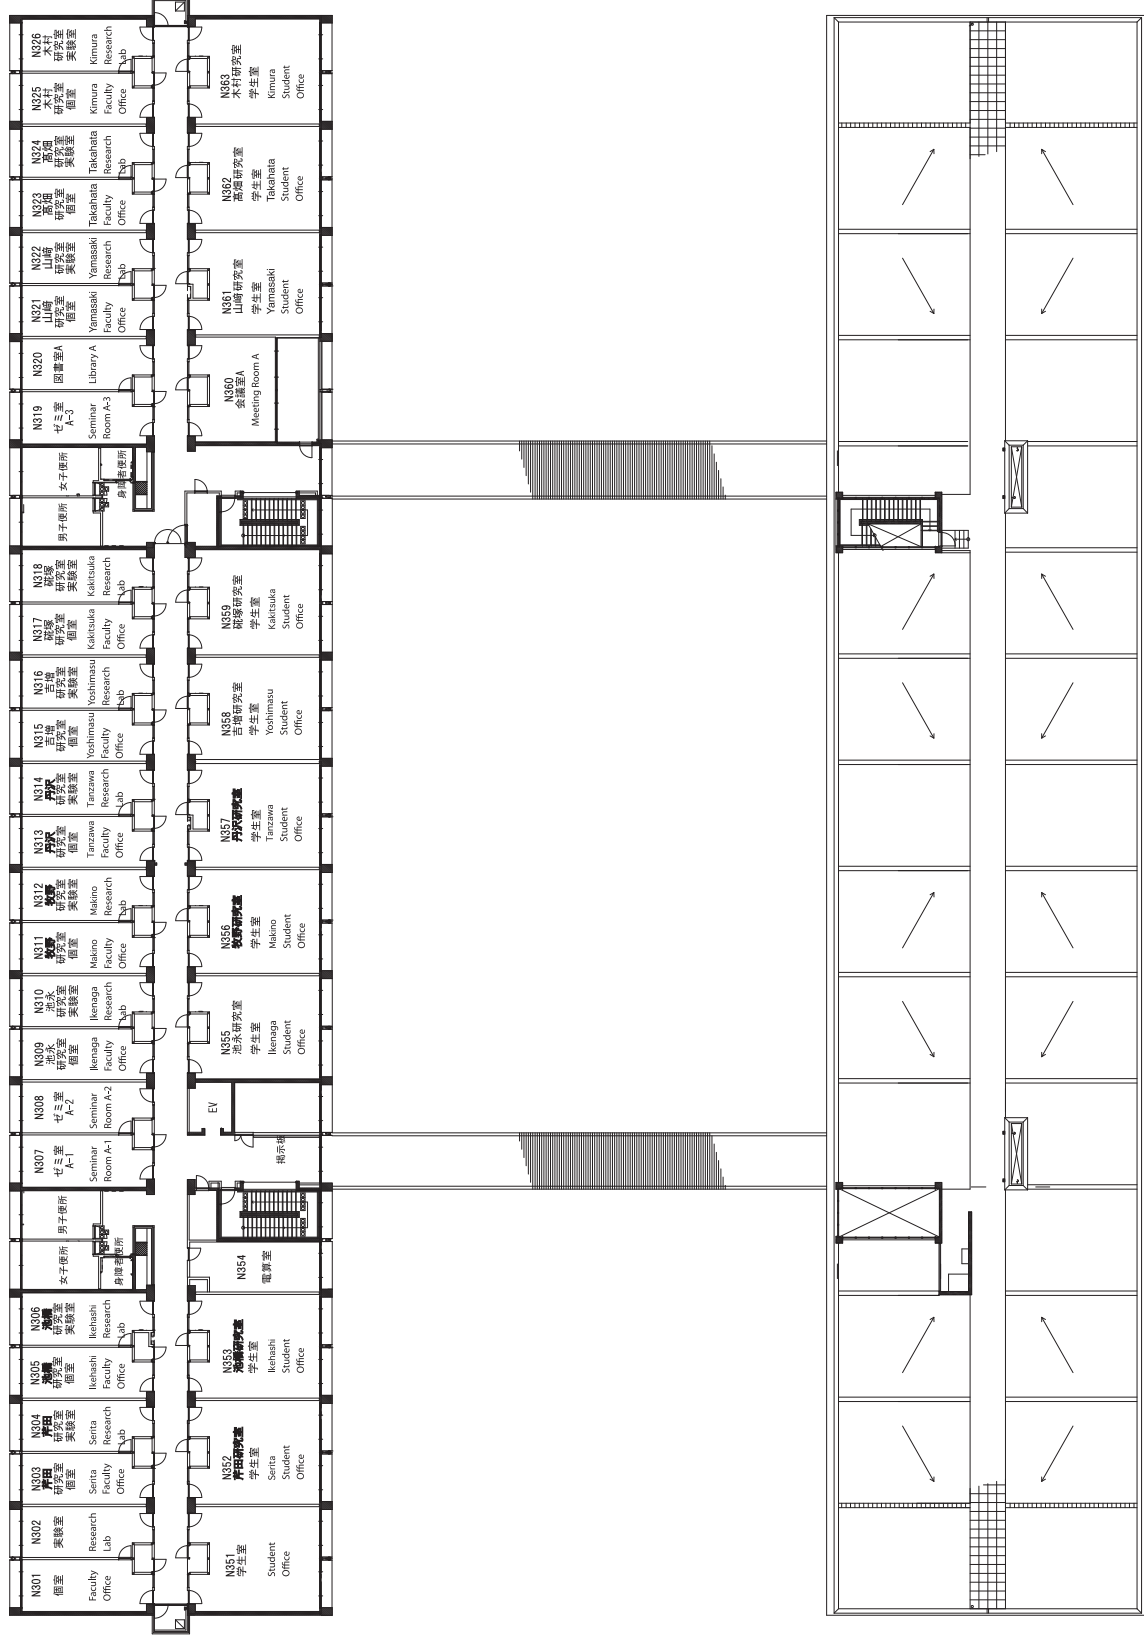 N326
木村
研究室
実験室
Kimura
Research
Lab
N325
木村
研究室
個室
Kimura
Faculty
Office
N324
髙畑
研究室
実験室
Takahata
Research
Lab
N323
髙畑
研究室
個室
Takahata
Faculty
Office
N322
山﨑
研究室
実験室
Yamasaki
Research
Lab
N321
山﨑
研究室
個室
Yamasaki
Faculty
Office
N320
図書室A
Library A
N319
ゼミ室
A-3
Seminar
Room A-3
女子便所
身障者便所
男子便所
N318
硴塚
研究室
実験室
Kakitsuka
Research
Lab
N317
硴塚
研究室
個室
Kakitsuka
Faculty
Office
N316
吉増
研究室
実験室
Yoshimasu
Research
Lab
N315
吉増
研究室
個室
Yoshimasu
Faculty
Office
N314
丹沢
研究室
実験室
Tanzawa
Research
Lab
N313
丹沢
研究室
個室
Tanzawa
Faculty
Office
N312
牧野
研究室
実験室
Makino
Research
Lab
N311
牧野
研究室
個室
Makino
Faculty
Office
N310
池永
研究室
実験室
Ikenaga
Research
Lab
N309
池永
研究室
個室
Ikenaga
Faculty
Office
N308
ゼミ室
A-2
Seminar
Room A-2
N307
ゼミ室
A-1
Seminar
Room A-1
男子便所
身障者便所
女子便所
N306
池橋
研究室
実験室
Ikehashi
Research
Lab
N305
池橋
研究室
個室
Ikehashi
Faculty
Office
N304
芹田
研究室
実験室
Serita
Research
Lab
N303
芹田
研究室
個室
Serita
Faculty
Office
N302
実験室
Research
Lab
N301
個室
Faculty
Office
N363
木村研究室
学生室
Kimura
Student
Office
N362
髙畑研究室
学生室
Takahata
Student
Office
N361
山﨑研究室
学生室
Yamasaki
Student
Office
N360
会議室A
Meeting Room A
N359
硴塚研究室
学生室
Kakitsuka
Student
Office
N358
吉増研究室
学生室
Yoshimasu
Student
Office
N357
丹沢研究室
学生室
Tanzawa
Student
Office
N356
牧野研究室
学生室
Makino
Student
Office
N355
池永研究室
学生室
Ikenaga
Student
Office
EV
掲示板
N354
電算室
N353
池橋研究室
学生室
Ikehashi
Student
Office
N352
芹田研究室
学生室
Serita
Student
Office
N351
学生室
Student
Office